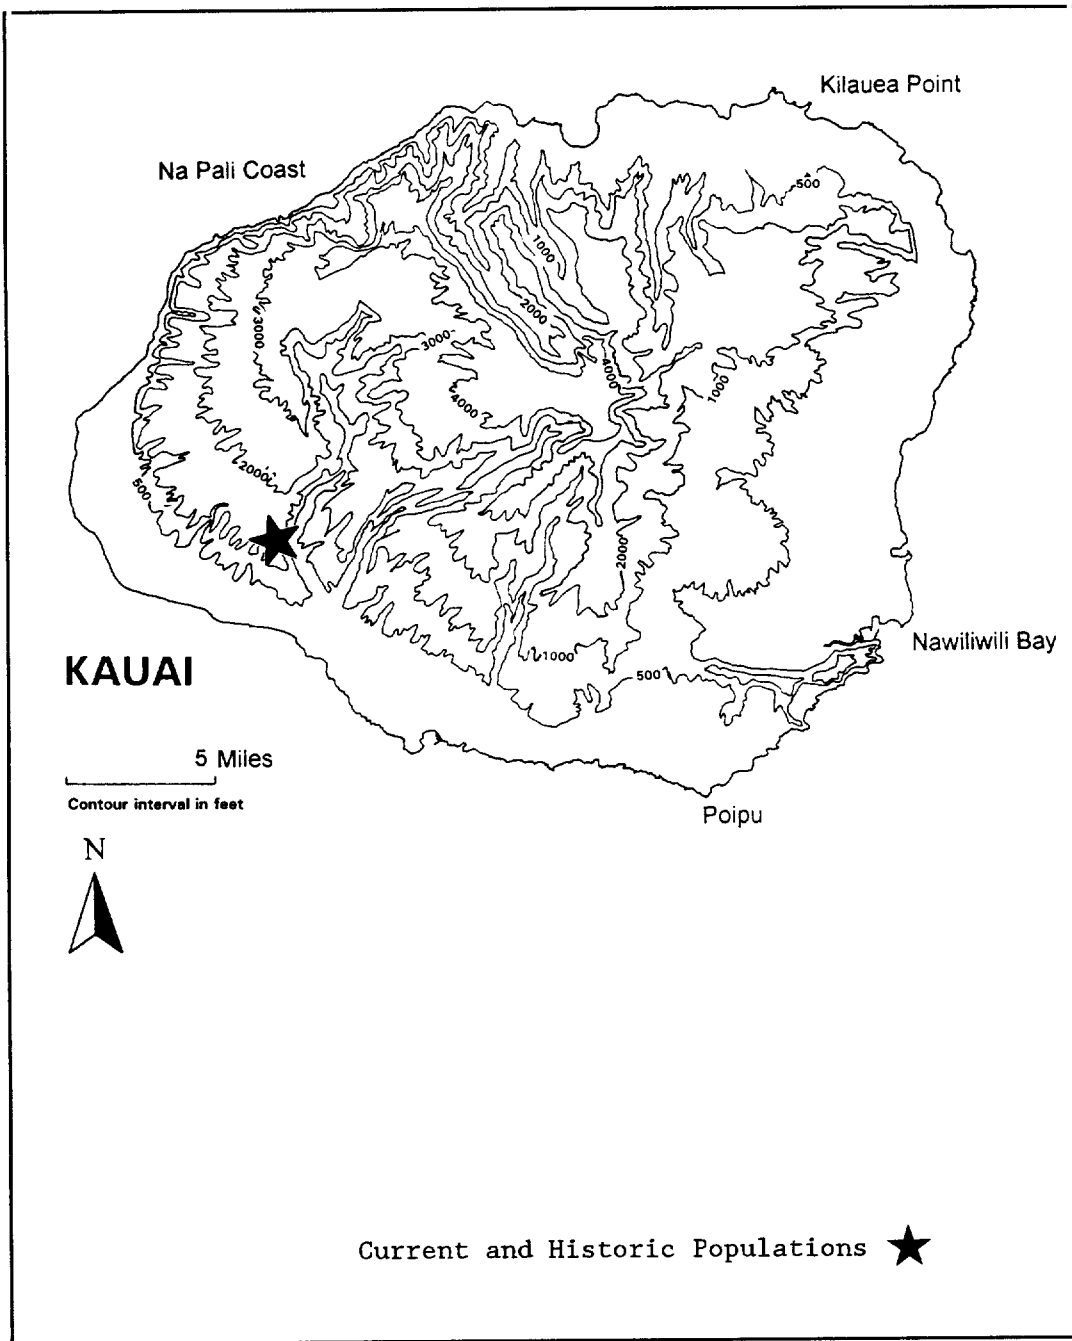 Kilauea Point
Na Pali Coast
500
1000
2000
3000
3000
4000
4000
1000
2000
500
2000
Nawiliwili Bay
KAUAI
1000
500
5 Miles
Contour interval in feet
Poipu
N
Current and Historic Populations